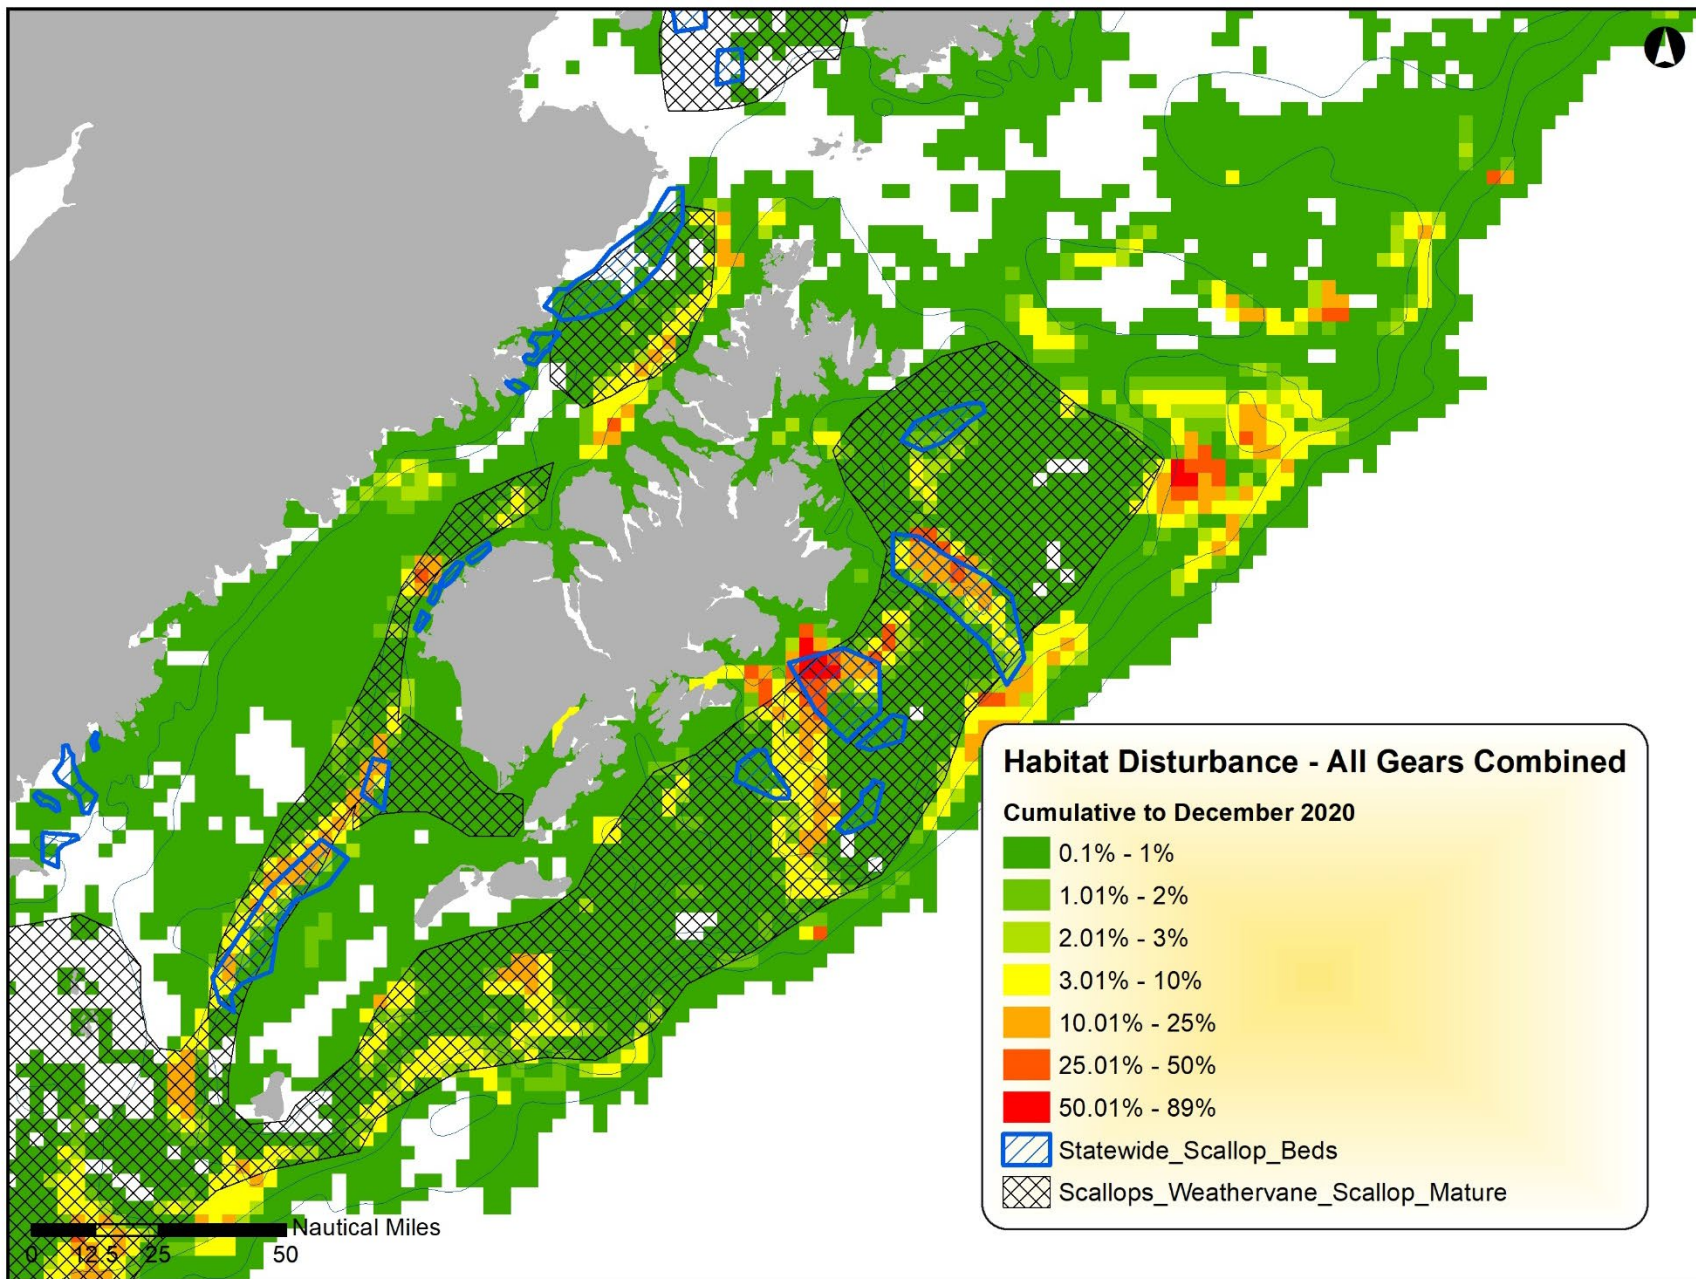 Habitat Disturbance - All Gears Combined
Cumulative to December 2020
0.1% - 1%
1.01% - 2%
2.01% - 3%
3.01% - 10%
10.01% - 25%
25.01% - 50%
50.01% - 89%
Statewide_Scallop_Beds
Scallops_Weathervane_Scallop_Mature
Nautical Miles
0 12.5 25 50